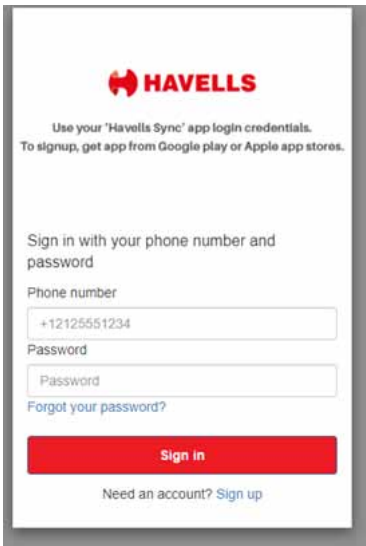 HAVELLS
Use your 'Havells Sync' app login credentials.
To signup, get app from Google play or Apple app stores.
Sign in with your phone number and
password
Phone number
+12125551234
Password
Password
Forgot your password?
Sign in
Need an account? Sign up